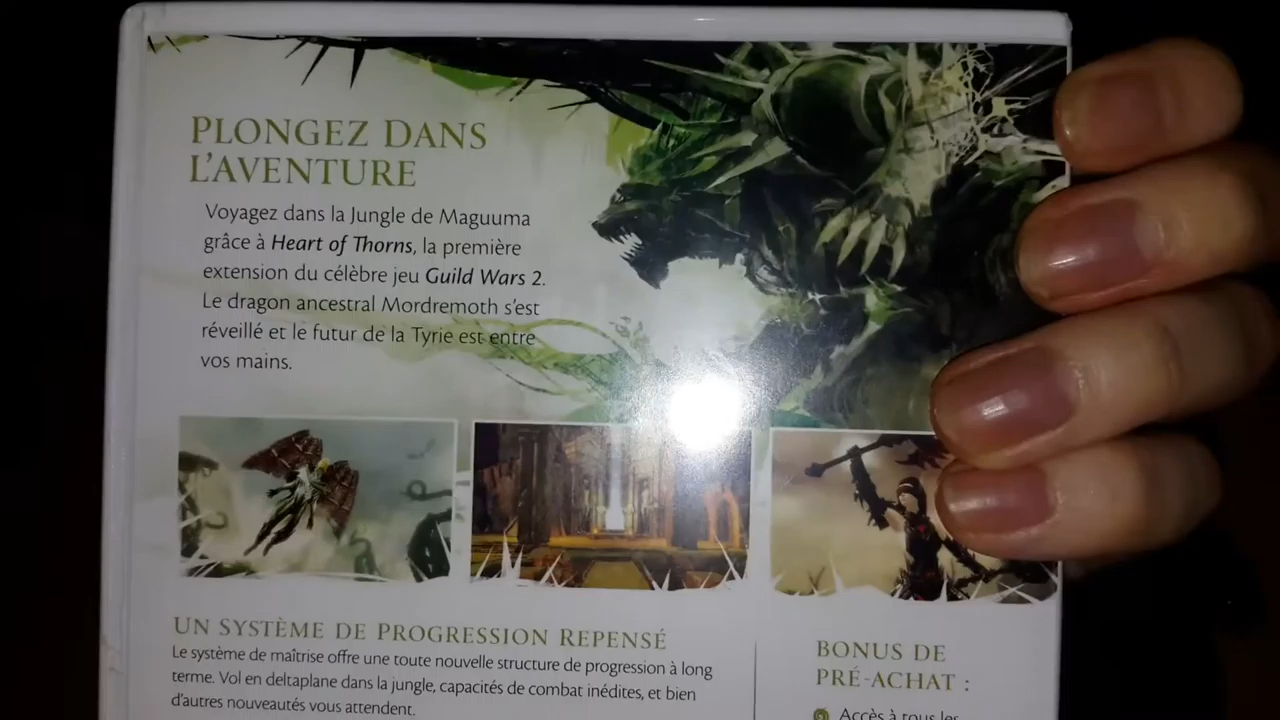 PLONGEZ DANS
L'AVENTURE
Voyagez dans la Jungle de Maguuma
grâce à Heart of Thorns, la première
extension du célèbre jeu Guild Wars 2.
Le dragon ancestral Mordremoth s'est
réveillé et le futur de la Tyrie est entre
vos mains.
UN SYSTÈME DE PROGRESSION REPENSÉ
Le système de maîtrise offre une toute nouvelle structure de progression à long
terme. Vol en deltaplane dans la jungle, capacités de combat inédites, et bien
d'autres nouveautés vous attendent.
BONUS DE
PRÉ-ACHAT :
Accès à tous les